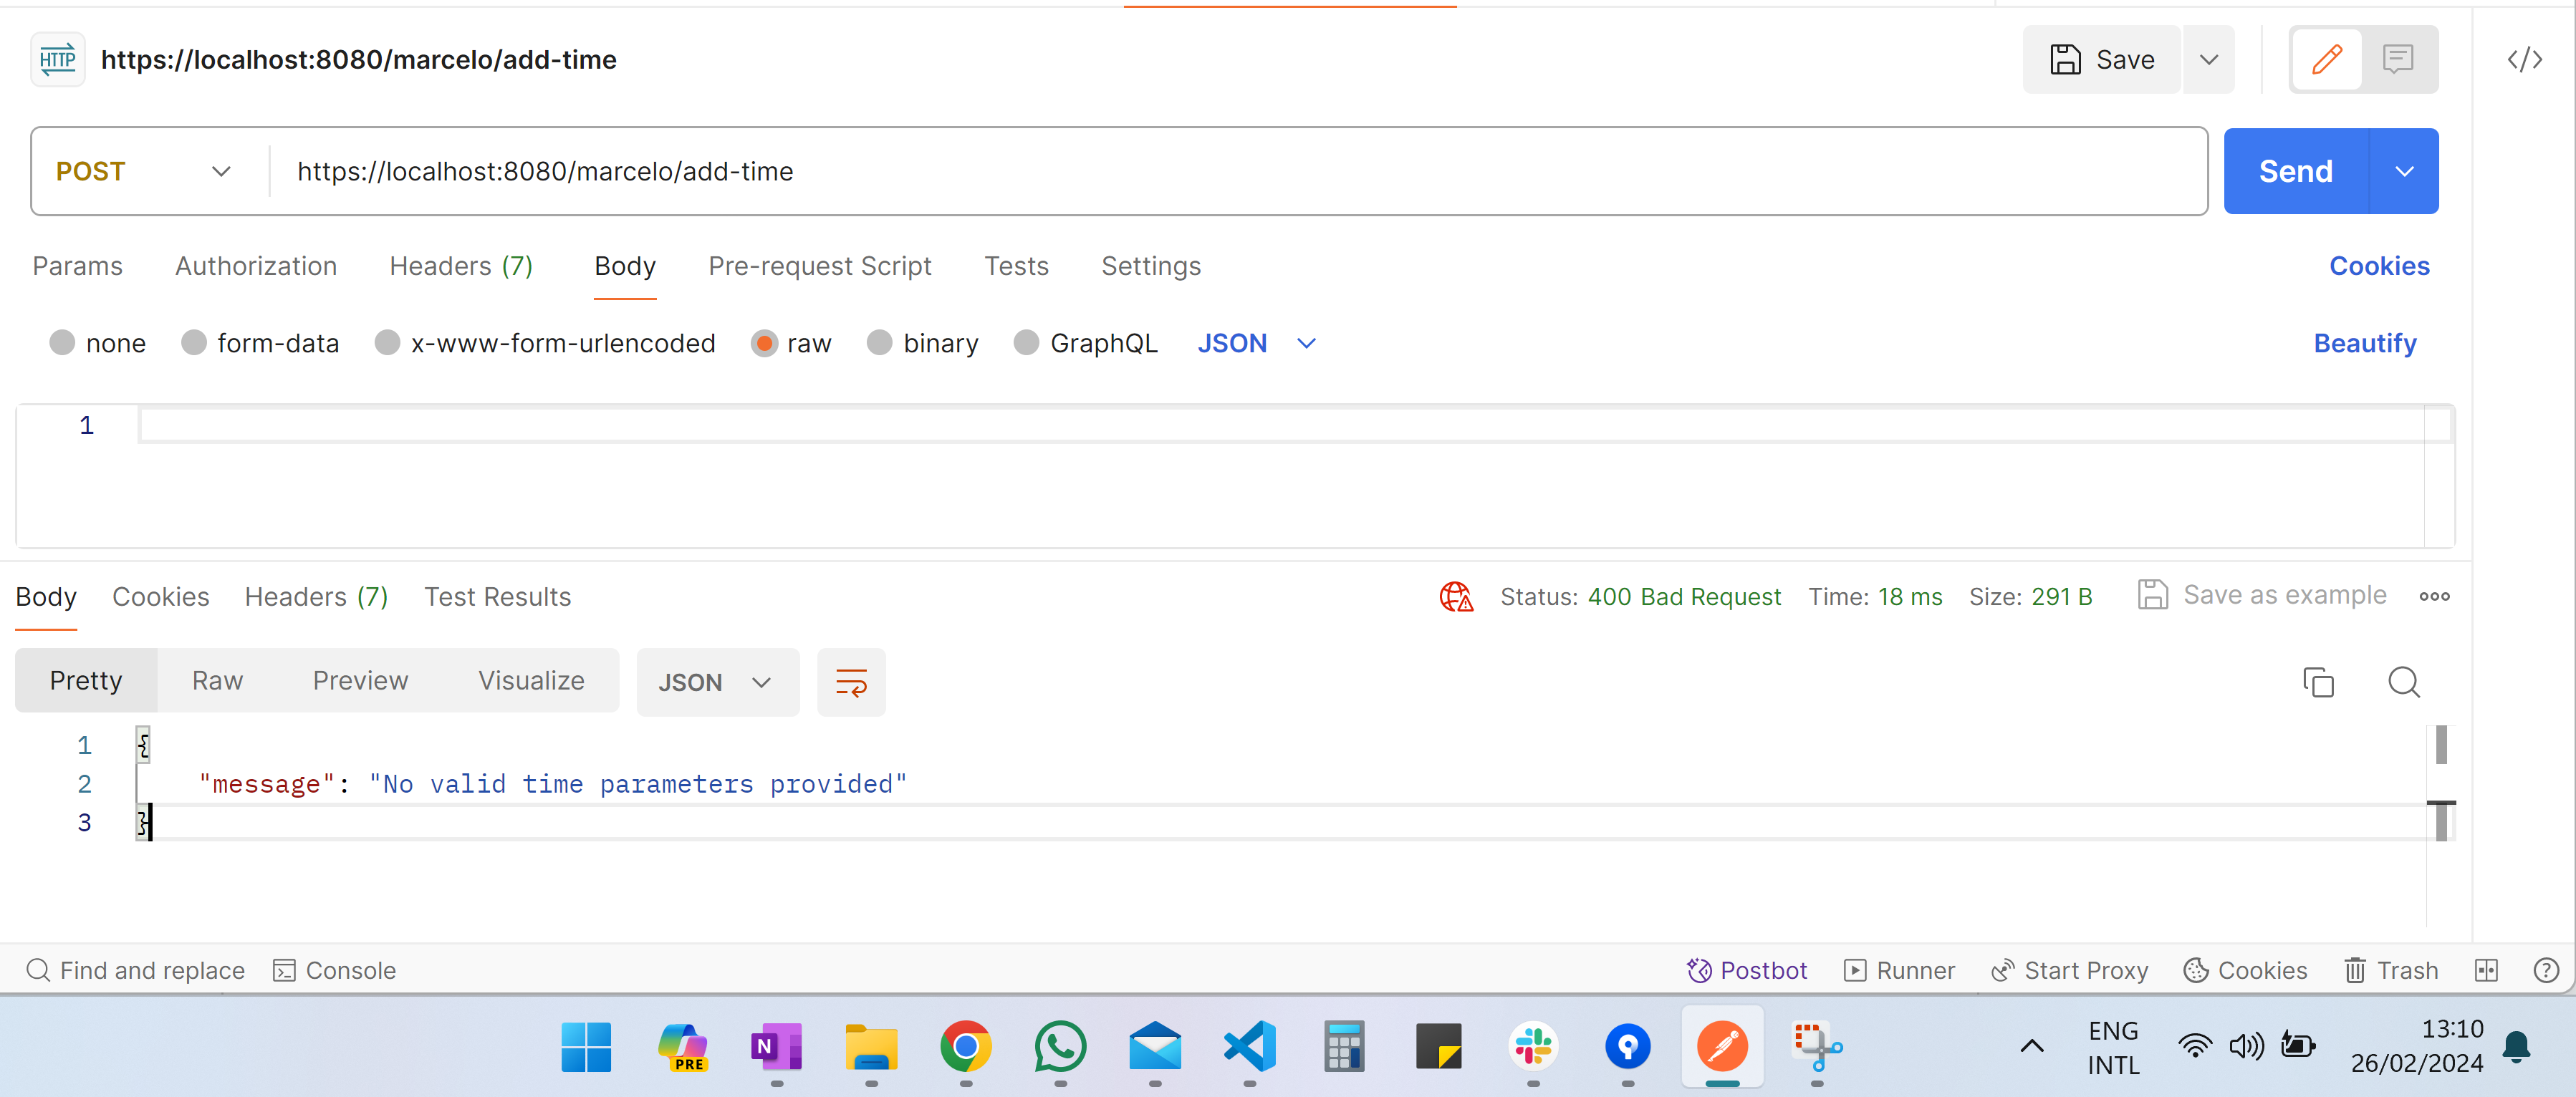 HTTP https://localhost:8080/marcelo/add-time Save
POST https://localhost:8080/marcelo/add-time Send
Params Authorization Headers (7) Body Pre-request Script Tests Settings Cookies
none form-data x-www-form-urlencoded raw binary GraphQL JSON Beautify
1
Body Cookies Headers (7) Test Results Status: 400 Bad Request Time: 18 ms Size: 291 B Save as example
Pretty Raw Preview Visualize JSON
1 {
2 "message": "No valid time parameters provided"
3 }
Find and replace Console Postbot Runner Start Proxy Cookies Trash
PRE N ENG 13:10
INTL 26/02/2024